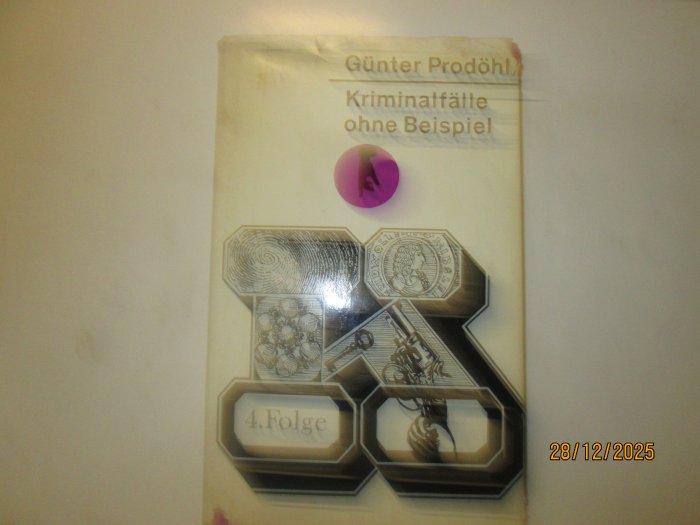 Günter Prodöhl
Kriminalfälle
ohne Beispiel
4. Folge
28/12/2025